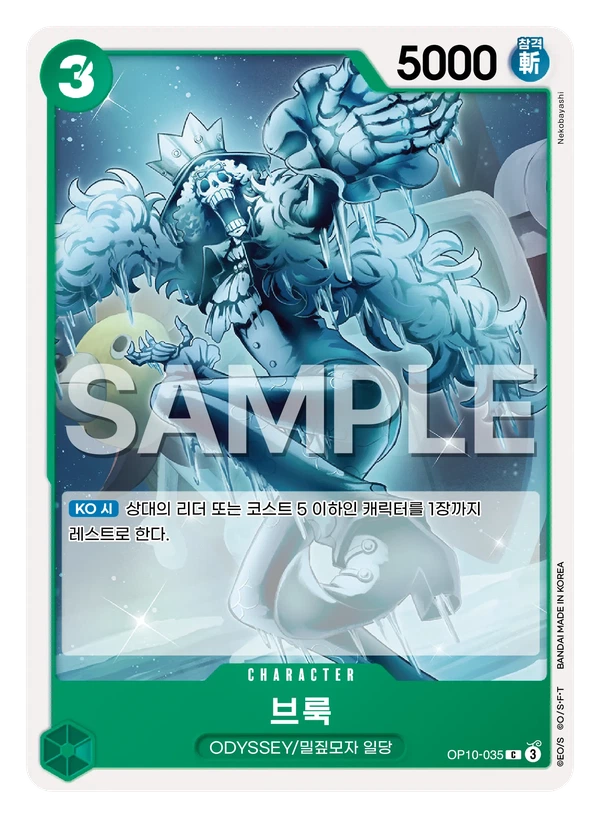 3
5000
참격
斬
Nekobayashi
SAMPLE
KO 시 상대의 리더 또는 코스트 5 이하인 캐릭터를 1장까지
레스트로 한다.
CHARACTER
브룩
ODYSSEY/밀짚모자 일당
OP10-035 C 3
©EO/S ©O/S·F·T BANDAI MADE IN KOREA